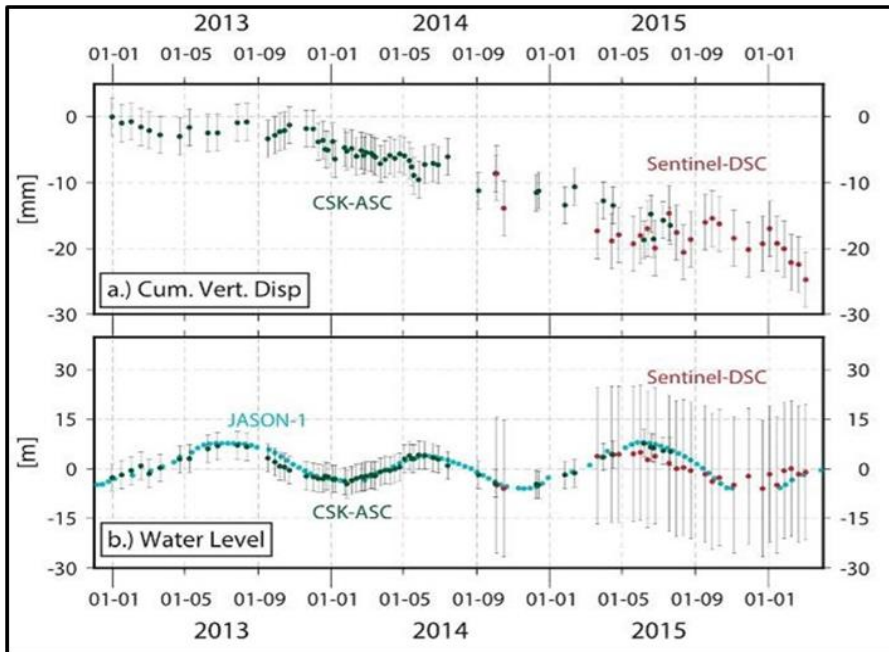 2013 2014 2015
01-01 01-05 01-09 01-01 01-05 01-09 01-01 01-05 01-09 01-01
0 0
-10 -10
-20 -20
-30 -30
[mm]
Sentinel-DSC
CSK-ASC
a.) Cum. Vert. Disp
30 30
15 15
0 0
-15 -15
-30 -30
[m]
Sentinel-DSC
JASON-1
CSK-ASC
b.) Water Level
01-01 01-05 01-09 01-01 01-05 01-09 01-01 01-05 01-09 01-01
2013 2014 2015